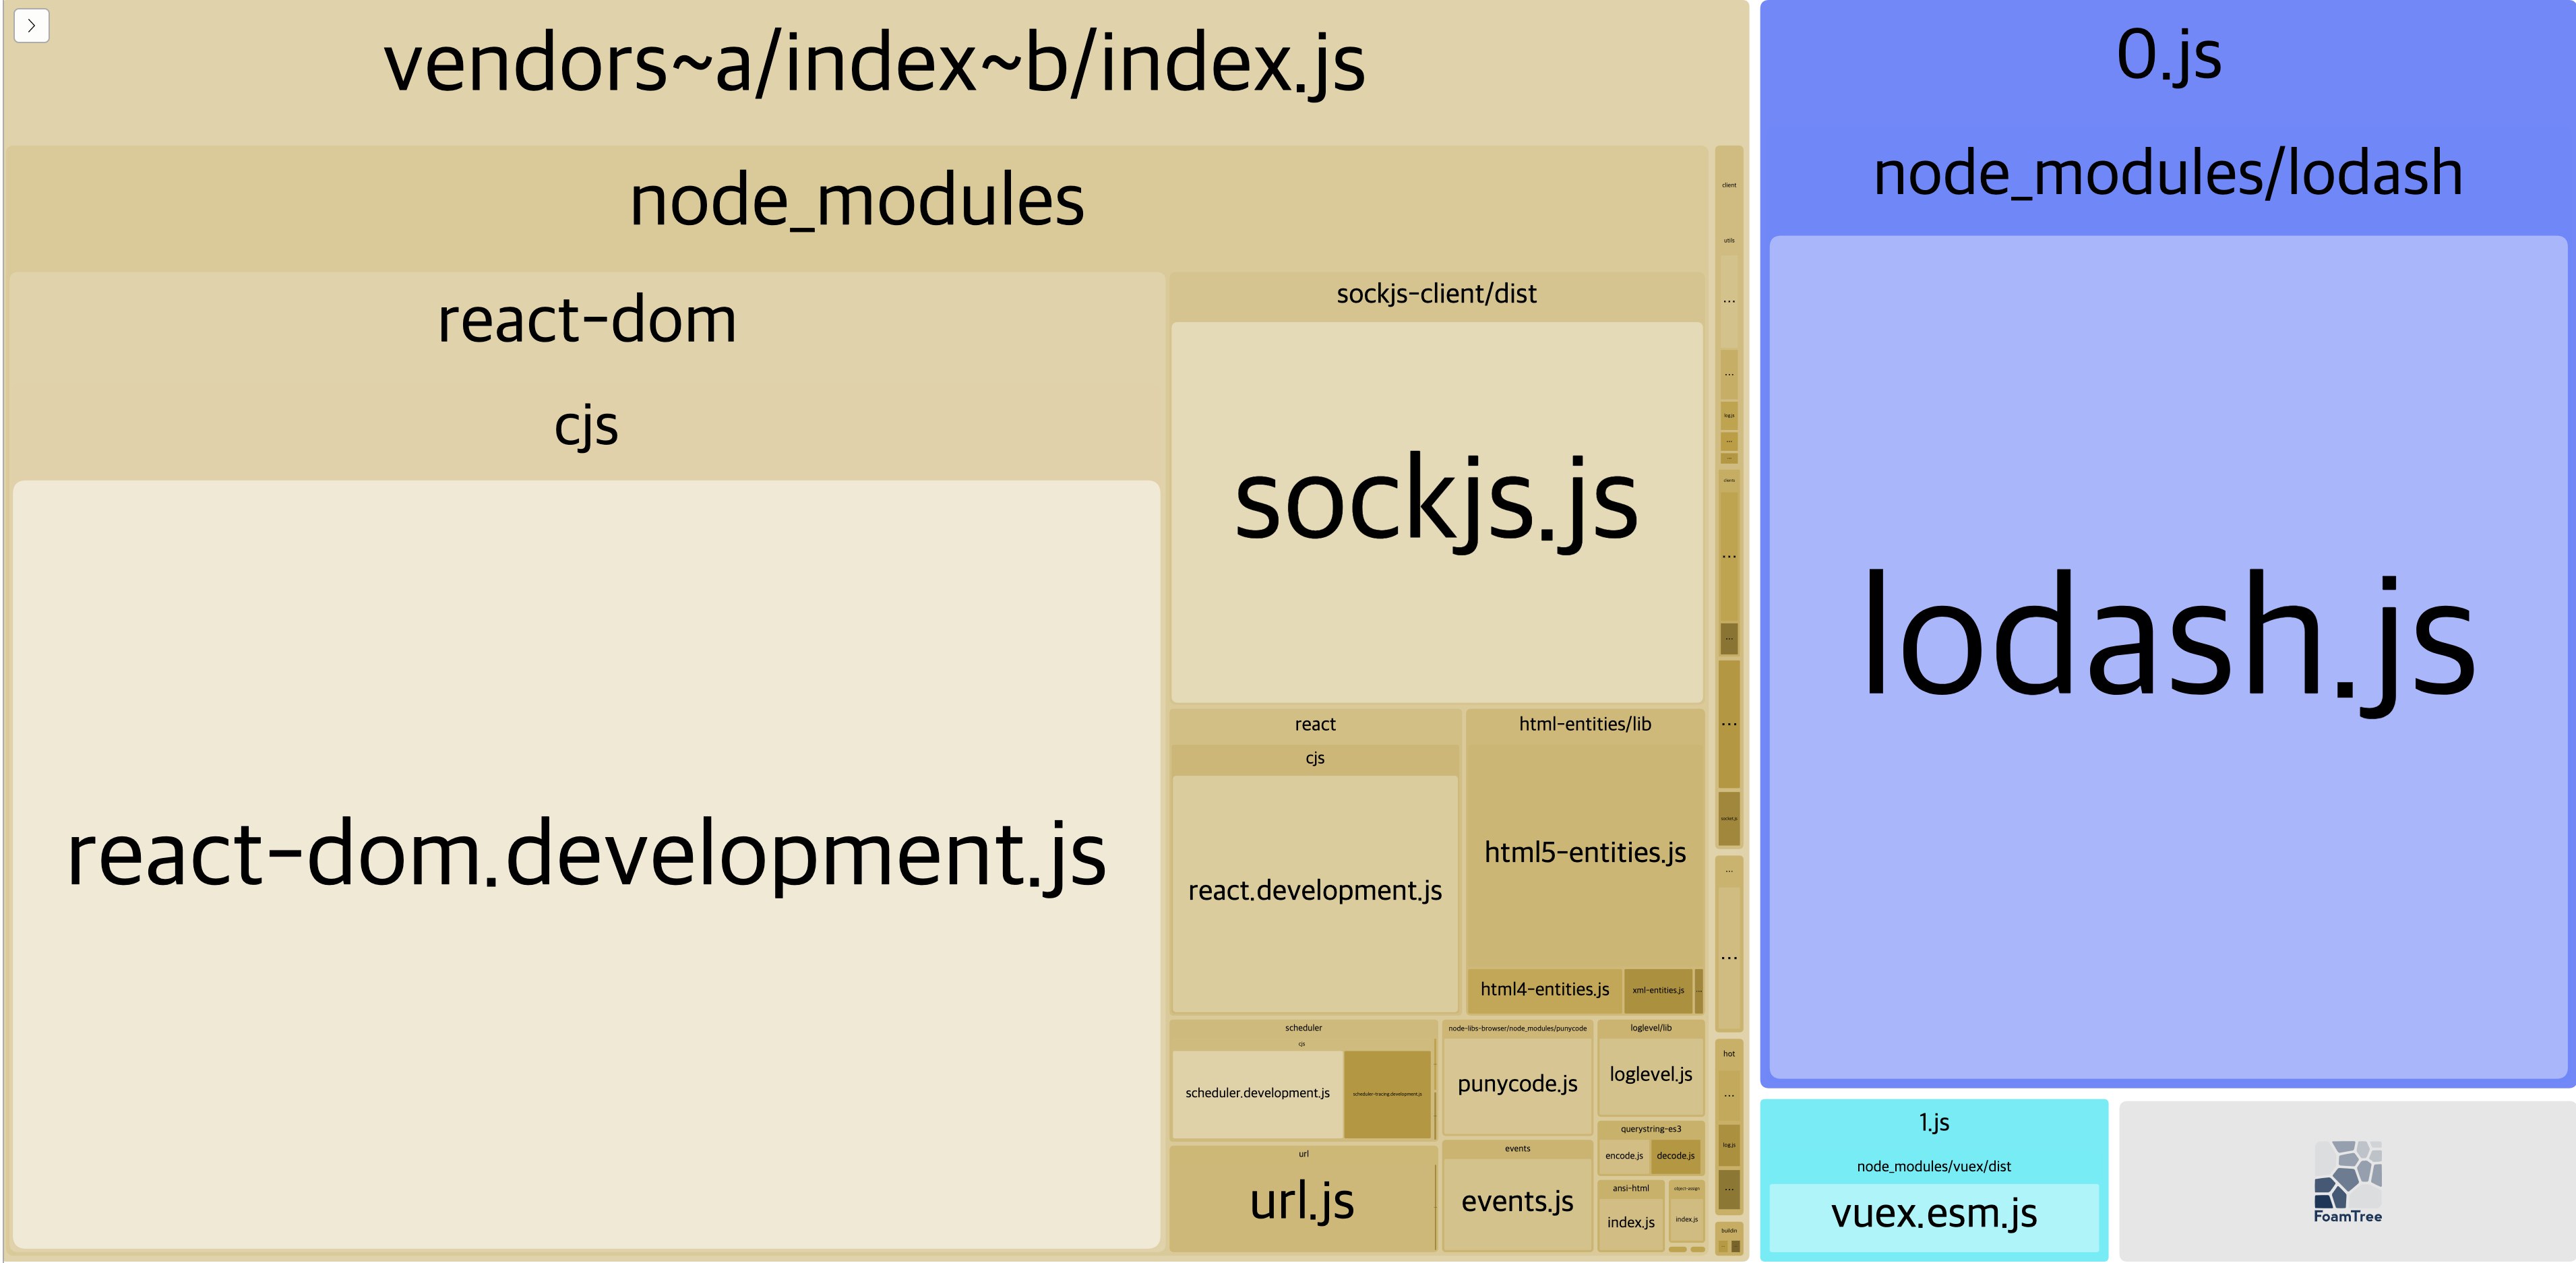 vendors~a/index~b/index.js
node_modules
react-dom
cjs
react-dom.development.js
sockjs-client/dist
sockjs.js
react
cjs
react.development.js
html-entities/lib
html5-entities.js
html4-entities.js
xml-entities.js
...
scheduler
cjs
scheduler.development.js
scheduler-tracing.development.js
url
url.js
node-libs-browser/node_modules/punycode
punycode.js
events
events.js
loglevel/lib
loglevel.js
querystring-es3
encode.js
decode.js
ansi-html
index.js
object-assign
index.js
client
utils
...
...
log.js
...
...
clients
...
...
...
socket.js
...
...
hot
...
log.js
...
buildin
0.js
node_modules/lodash
lodash.js
1.js
node_modules/vuex/dist
vuex.esm.js
FoamTree